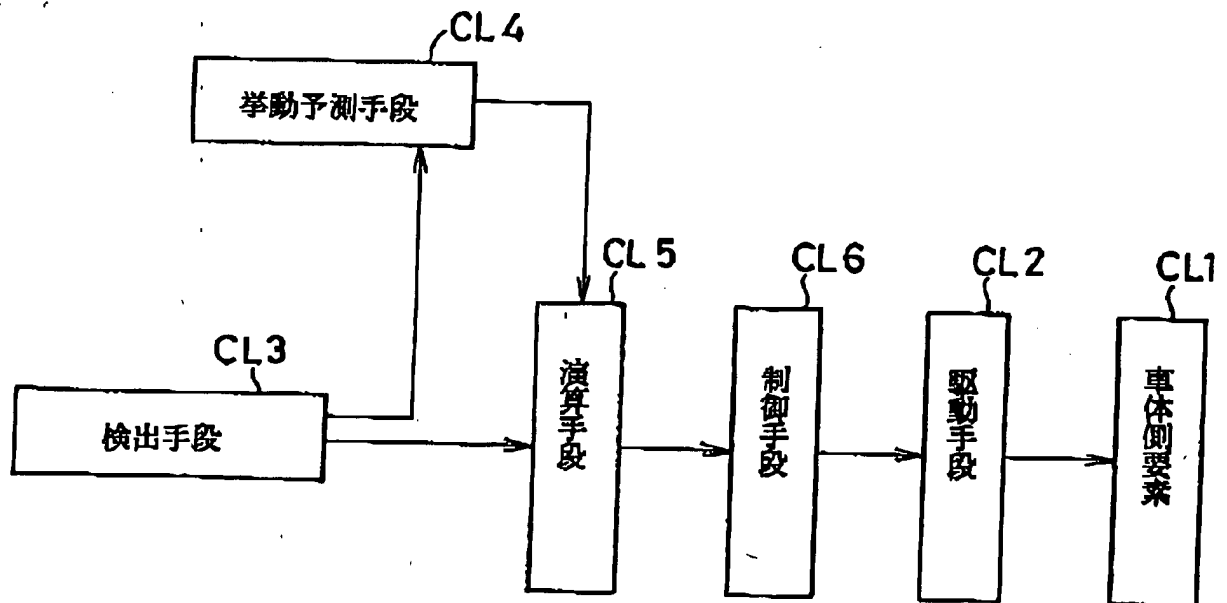 CL4
挙動予測手段
CL5
CL6
CL2
CL1
CL3
検出手段
演算手段
制御手段
駆動手段
車体側要素